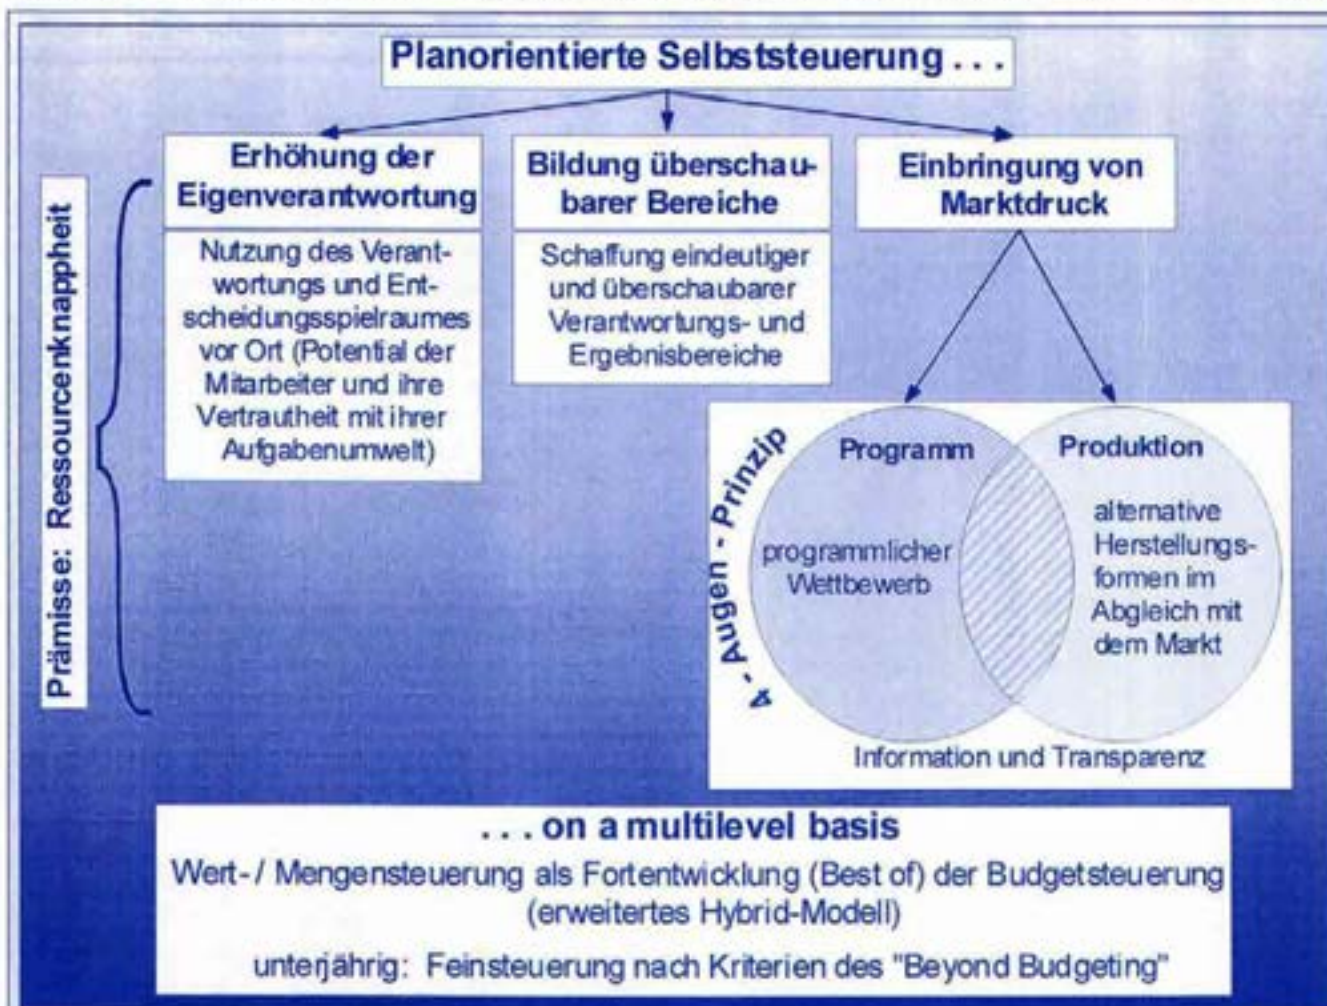 Planorientierte Selbststeuerung . . .
Prämisse: Ressourcenknappheit
Erhöhung der
Eigenverantwortung
Nutzung des Verant-
wortungs und Ent-
scheidungsspielraumes
vor Ort (Potential der
Mitarbeiter und ihre
Vertrautheit mit ihrer
Aufgabenumwelt)
Bildung überschau-
barer Bereiche
Schaffung eindeutiger
und überschaubarer
Verantwortungs- und
Ergebnisbereiche
Einbringung von
Marktdruck
4 - Augen - Prinzip
Programm
programmlicher
Wettbewerb
Produktion
alternative
Herstellungs-
formen im
Abgleich mit
dem Markt
Information und Transparenz
. . . on a multilevel basis
Wert- / Mengensteuerung als Fortentwicklung (Best of) der Budgetsteuerung
(erweitertes Hybrid-Modell)
unterjährig: Feinsteuerung nach Kriterien des "Beyond Budgeting"